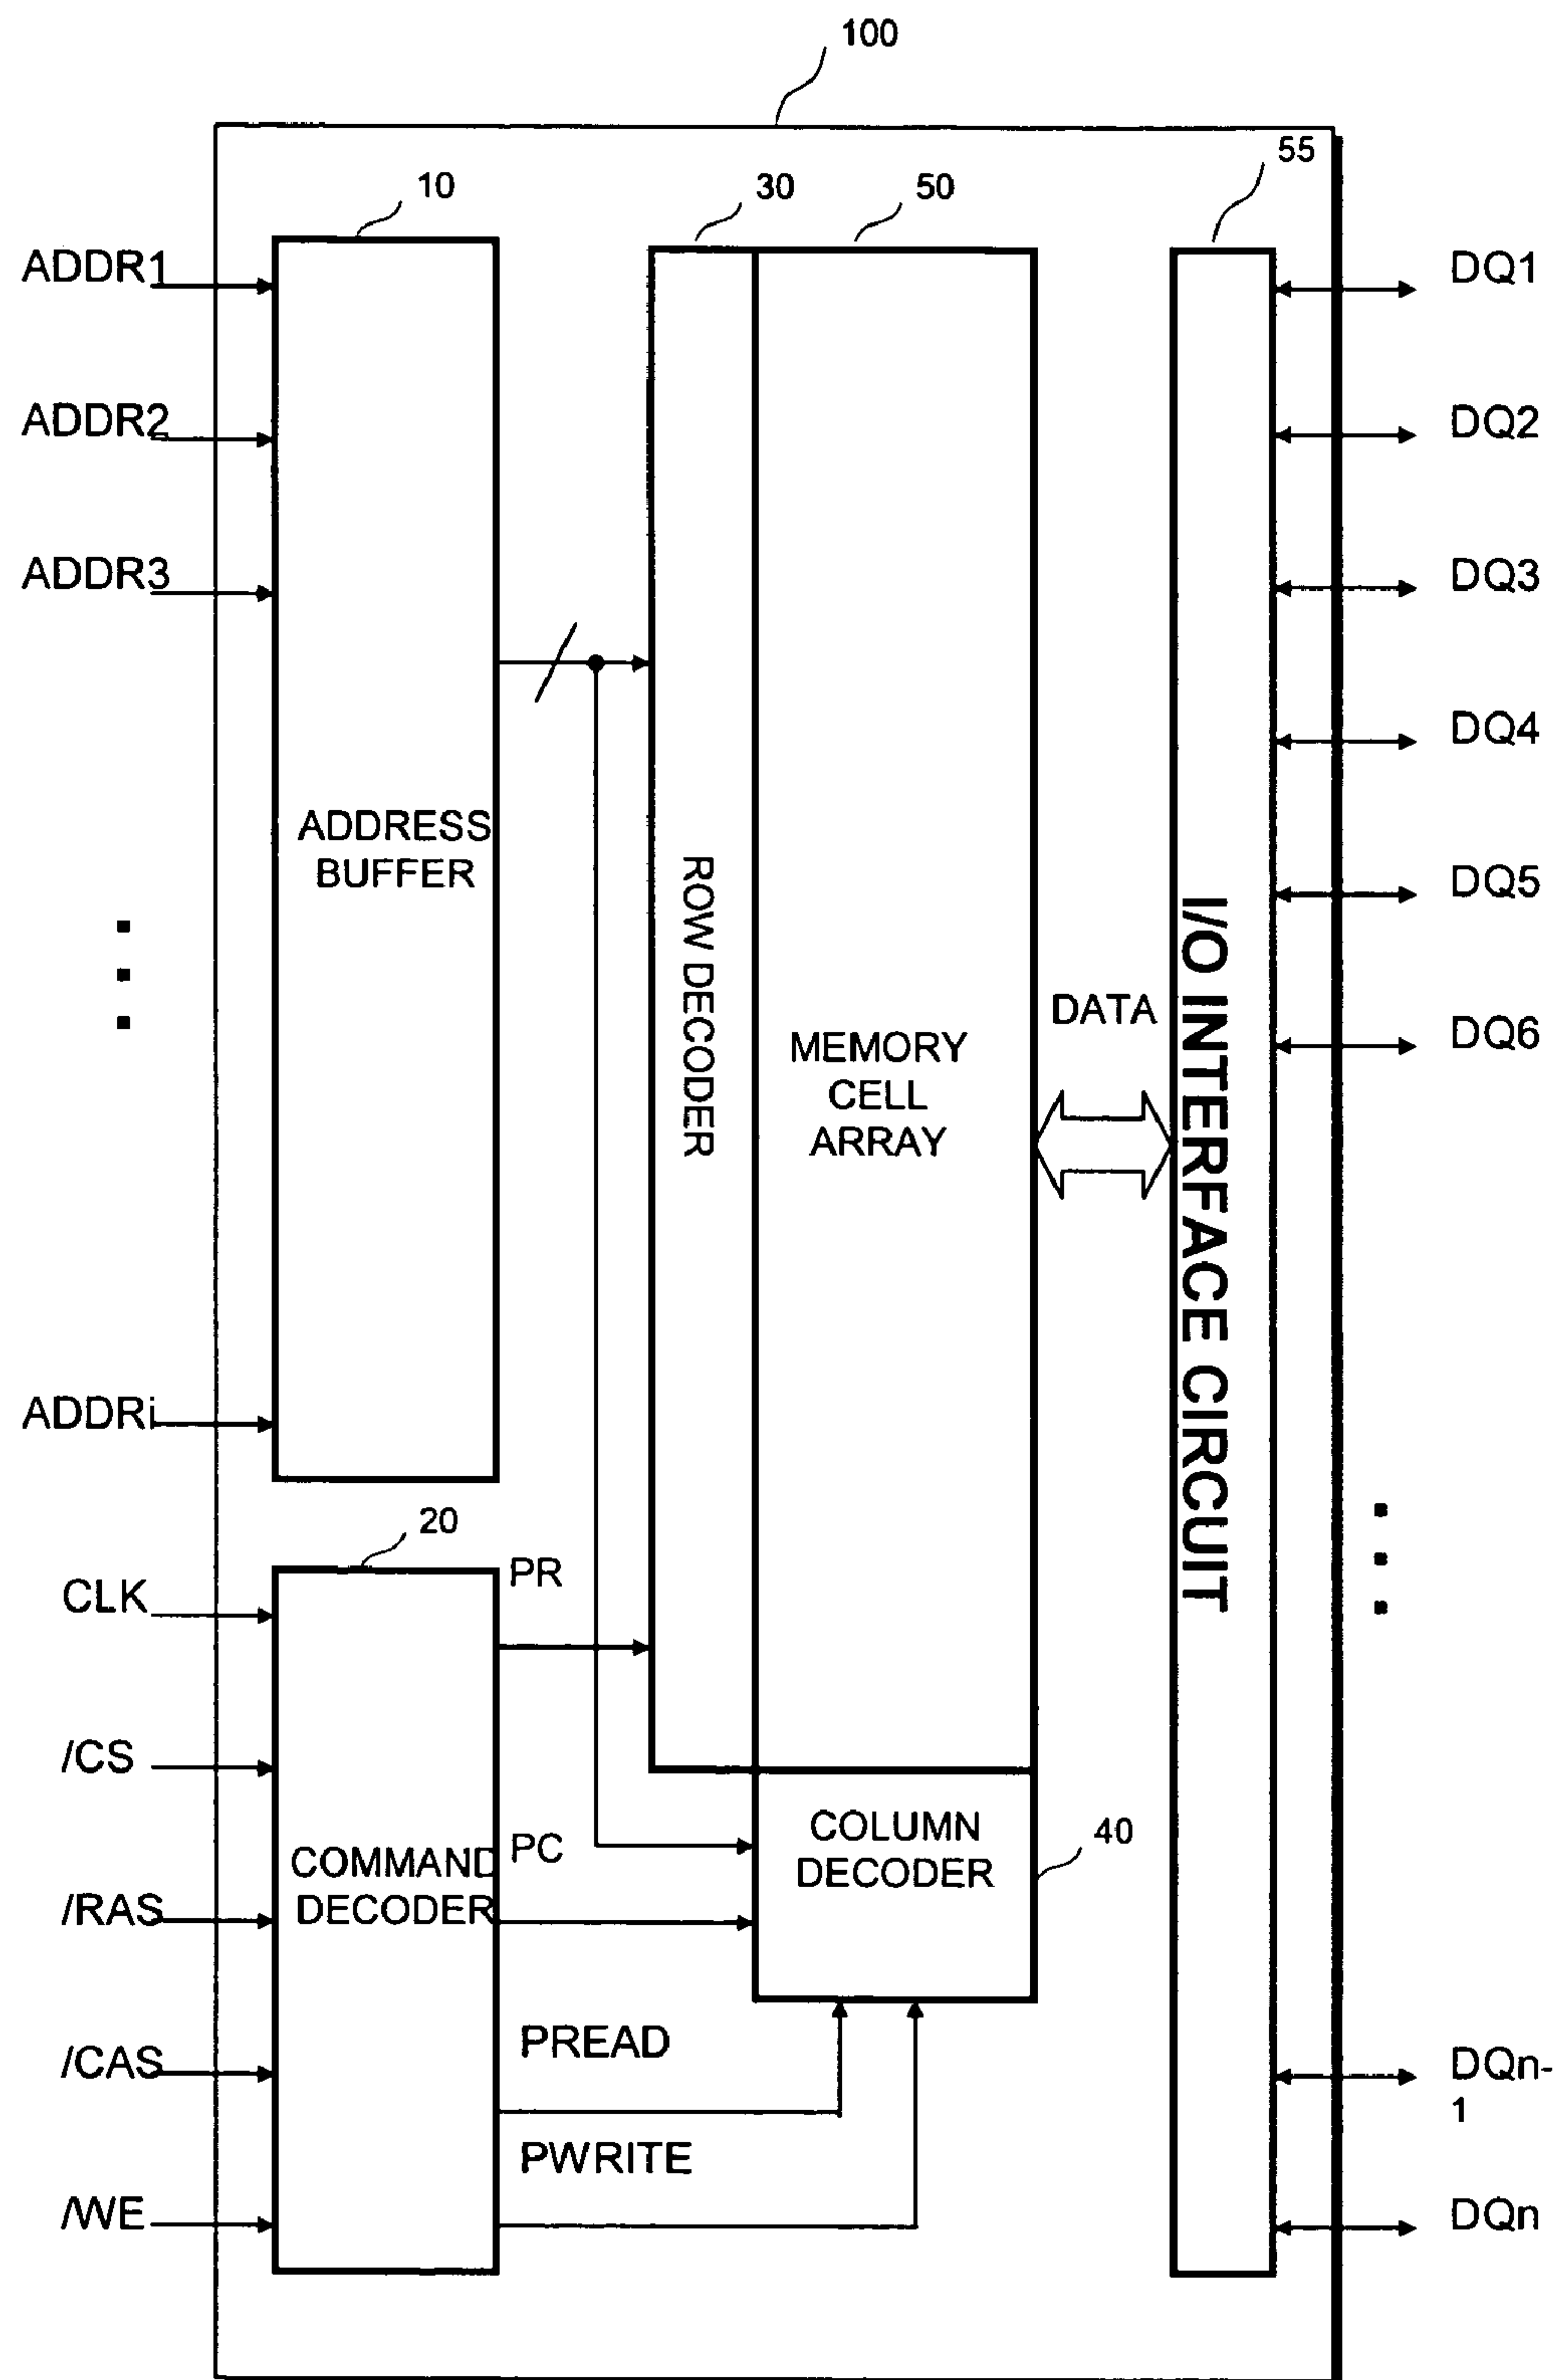 100
10
30
50
55
ADDR1
DQ1
ADDR2
DQ2
ADDR3
DQ3
DQ4
ADDRESS
BUFFER
ROW DECODER
DQ5
I/O INTERFACE CIRCUIT
DATA
MEMORY
CELL
ARRAY
DQ6
ADDRi
20
PR
CLK
/CS
COLUMN
DECODER
40
PC
COMMAND
DECODER
/RAS
PREAD
/CAS
DQn-
1
PWRITE
/WE
DQn